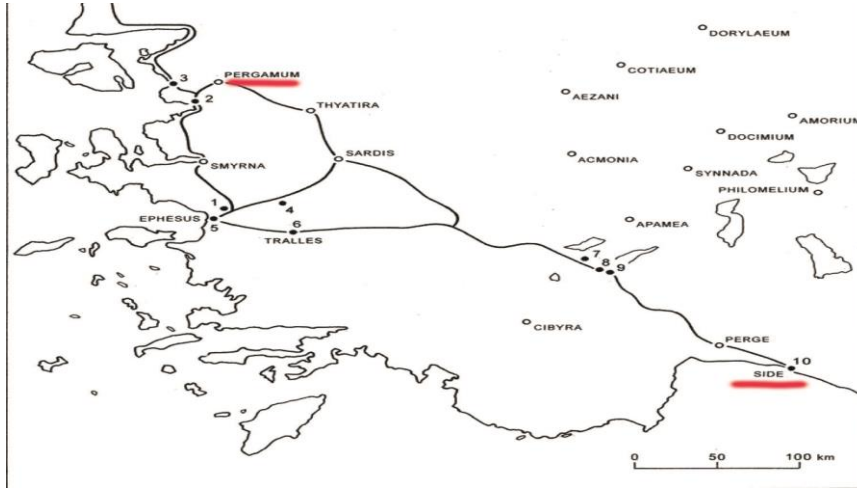 DORYLAEUM
COTIAEUM
3
PERGAMUM
AEZANI
2
THYATIRA
AMORIUM
DOCIMIUM
SMYRNA
SARDIS
ACMONIA
SYNNADA
PHILOMELIUM
1
4
EPHESUS
5
6
TRALLES
APAMEA
7
8
9
CIBYRA
PERGE
10
SIDE
0 50 100 km